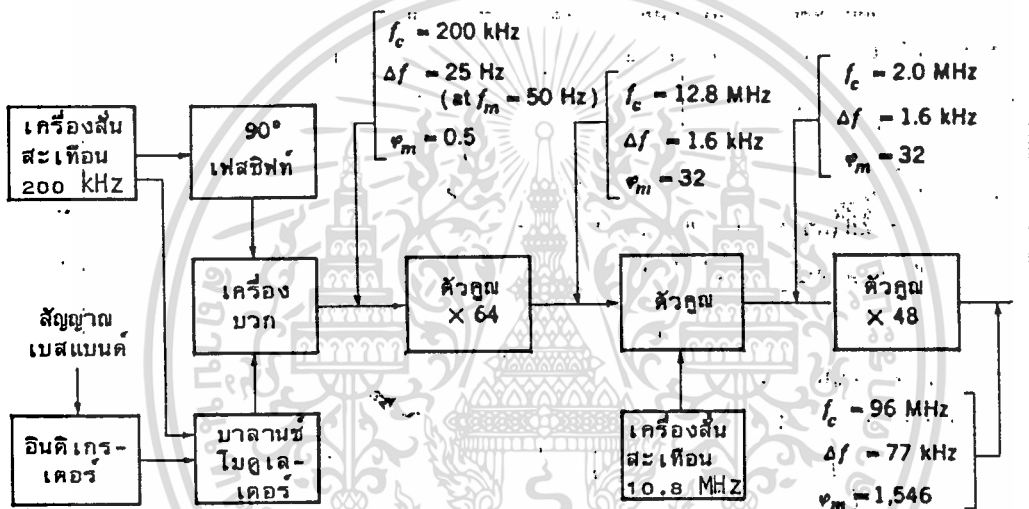 f_c = 200 kHz
Δf = 25 Hz
(at f_m = 50 Hz)
φ_m = 0.5
f_c = 12.8 MHz
Δf = 1.6 kHz
φ_m = 32
f_c = 2.0 MHz
Δf = 1.6 kHz
φ_m = 32
เครื่องสั่น
สะเทือน
200 kHz
90°
เฟสชิฟท์
เครื่อง
บวก
ตัวคูณ
× 64
ตัวคูณ
ตัวคูณ
× 48
สัญญาณ
เบสแบนด์
อินติเกร-
เตอร์
บาลานซ์
โมดูเล-
เตอร์
เครื่องสั่น
สะเทือน
10.8 MHz
f_c = 96 MHz
Δf = 77 kHz
φ_m = 1,546